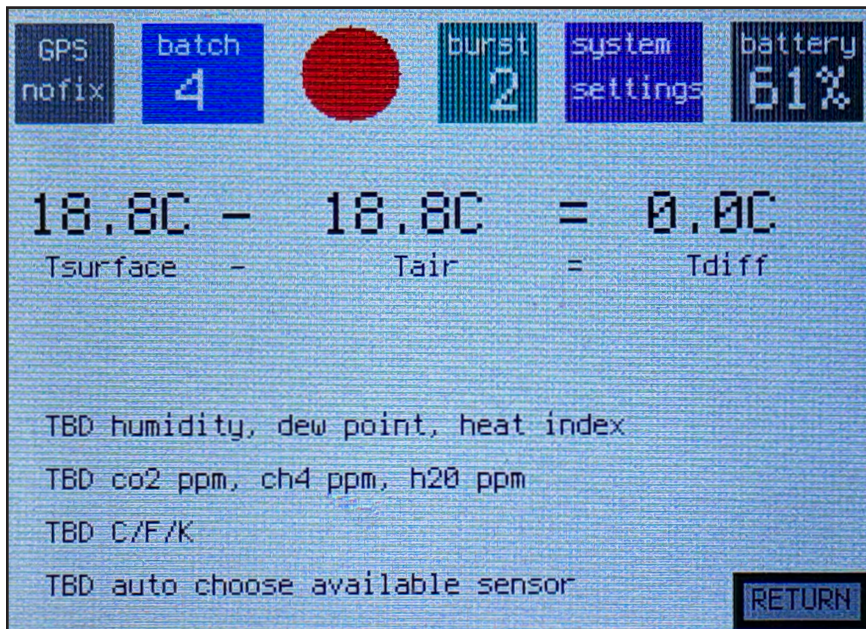 GPS nofix
batch 4
burst 2
system settings
battery 61%
18.8C - 18.8C = 0.0C
Tsurface - Tair = Tdiff
TBD humidity, dew point, heat index
TBD co2 ppm, ch4 ppm, h20 ppm
TBD C/F/K
TBD auto choose available sensor
RETURN